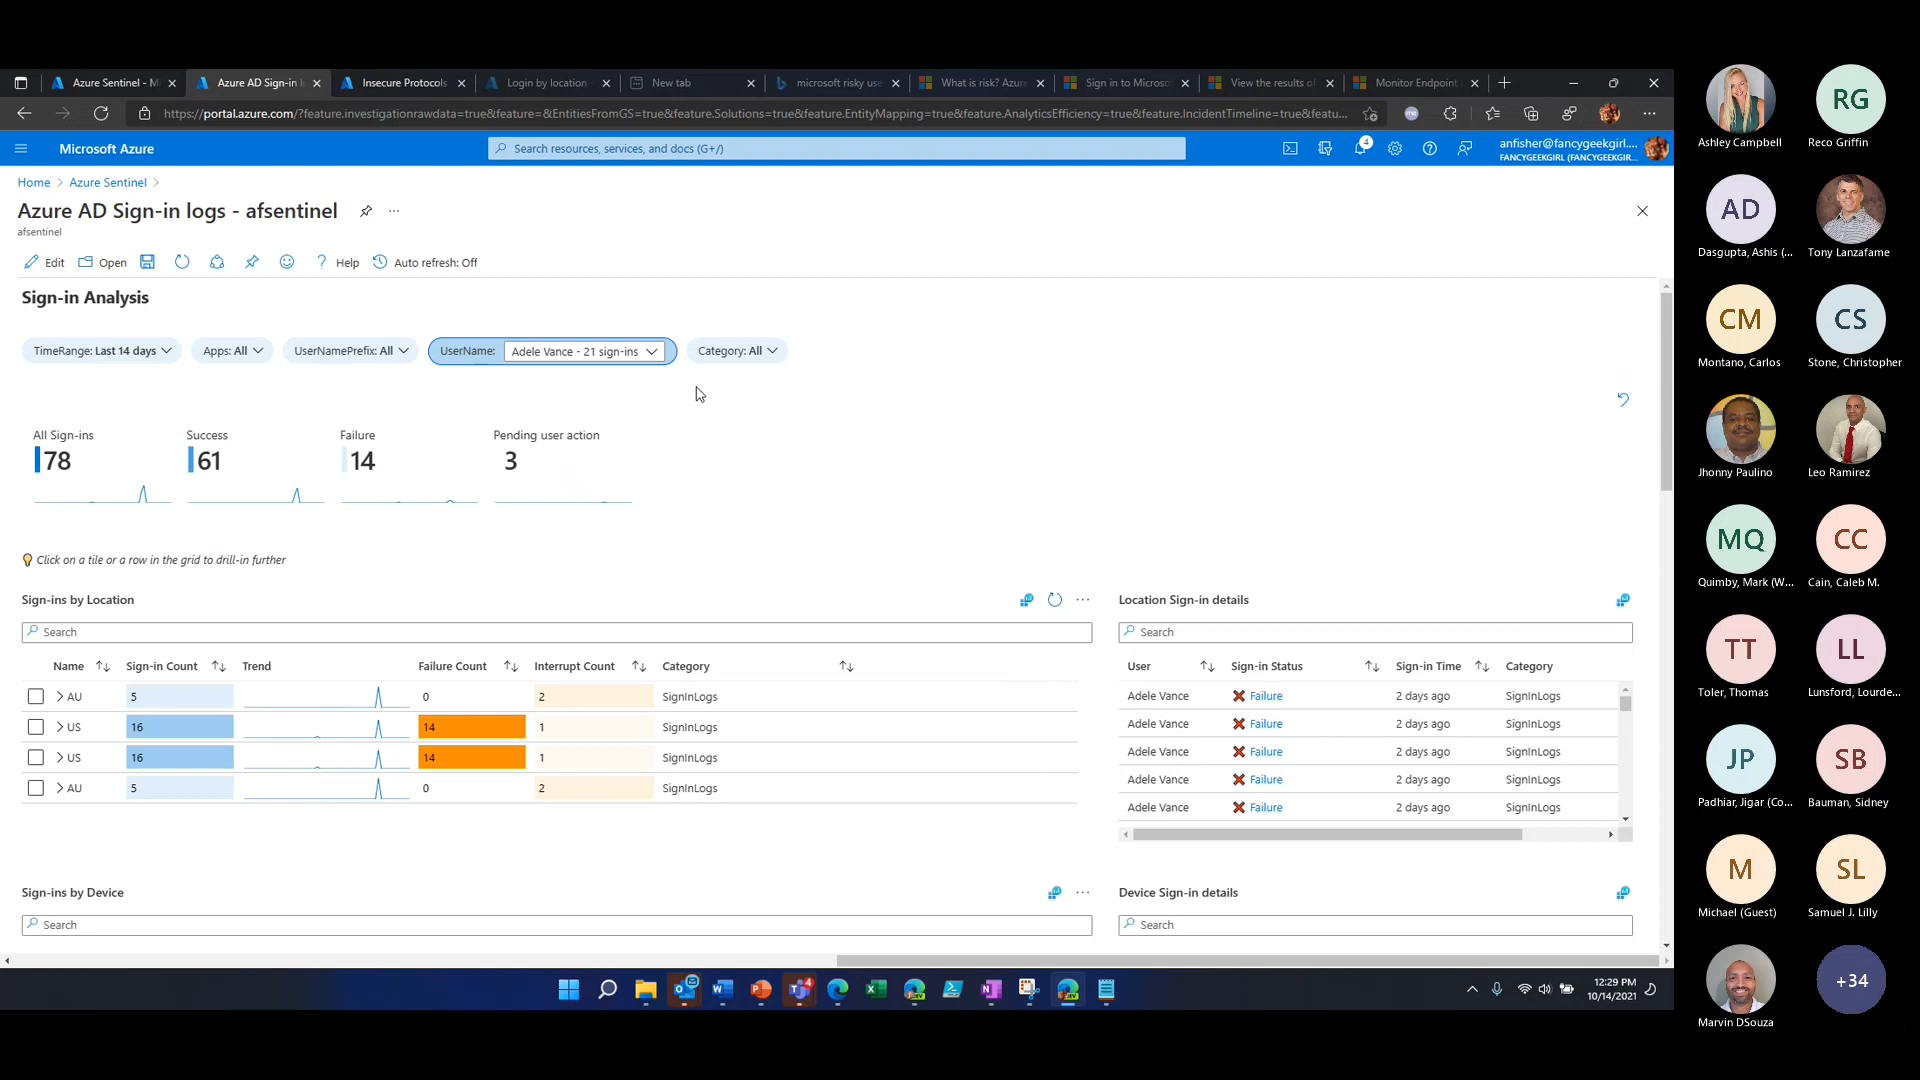 Azure Sentinel - Mi
Azure AD Sign-in l
Insecure Protocols
Login by location -
New tab
microsoft risky use
What is risk? Azure
Sign in to Microsof
View the results of
Monitor Endpoint
https://portal.azure.com/?feature.investigationrawdata=true&feature=&EntitiesFromGS=true&feature.Solutions=true&feature.EntityMapping=true&feature.AnalyticsEfficiency=true&feature.IncidentTimeline=true&featu...
Microsoft Azure
Search resources, services, and docs (G+/)
4
anfisher@fancygeekgirl....
FANCYGEEKGIRL (FANCYGEEKGIR...
Home > Azure Sentinel >
Azure AD Sign-in logs - afsentinel
afsentinel
Edit Open Help Auto refresh: Off
Sign-in Analysis
TimeRange: Last 14 days Apps: All UserNamePrefix: All UserName: Adele Vance - 21 sign-ins Category: All
All Sign-ins Success Failure Pending user action
78 61 14 3
Click on a tile or a row in the grid to drill-in further
Sign-ins by Location
Search
Name Sign-in Count Trend Failure Count Interrupt Count Category
AU 5 0 2 SignInLogs
US 16 14 1 SignInLogs
US 16 14 1 SignInLogs
AU 5 0 2 SignInLogs
Location Sign-in details
Search
User Sign-in Status Sign-in Time Category
Adele Vance Failure 2 days ago SignInLogs
Adele Vance Failure 2 days ago SignInLogs
Adele Vance Failure 2 days ago SignInLogs
Adele Vance Failure 2 days ago SignInLogs
Adele Vance Failure 2 days ago SignInLogs
Sign-ins by Device
Search
Device Sign-in details
Search
12:29 PM
10/14/2021
Ashley Campbell
RG
Reco Griffin
AD
Dasgupta, Ashis (...
Tony Lanzafame
CM
Montano, Carlos
CS
Stone, Christopher
Jhonny Paulino
Leo Ramirez
MQ
Quimby, Mark (W...
CC
Cain, Caleb M.
TT
Toler, Thomas
LL
Lunsford, Lourde...
JP
Padhiar, Jigar (Co...
SB
Bauman, Sidney
M
Michael (Guest)
SL
Samuel J. Lilly
Marvin DSouza
+34